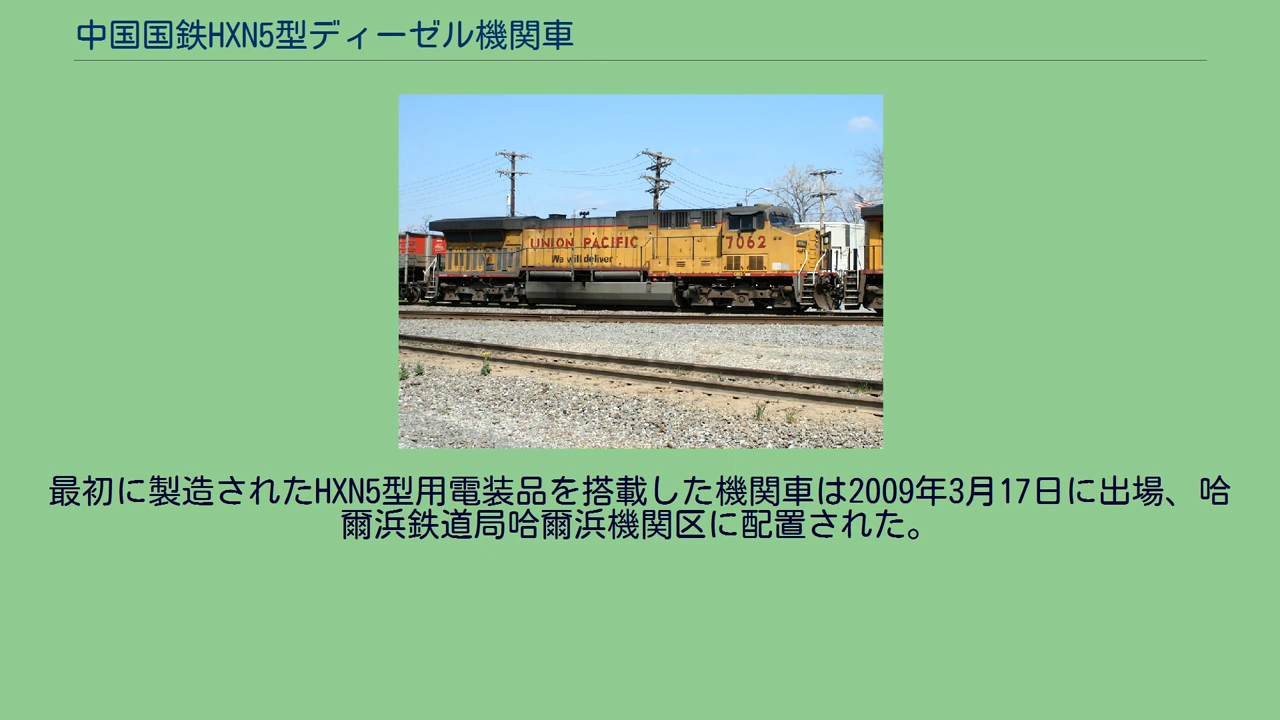 中国国鉄HXN5型ディーゼル機関車
UNION PACIFIC
7062
We will deliver
最初に製造されたHXN5型用電装品を搭載した機関車は2009年3月17日に出場、哈
爾浜鉄道局哈爾浜機関区に配置された。